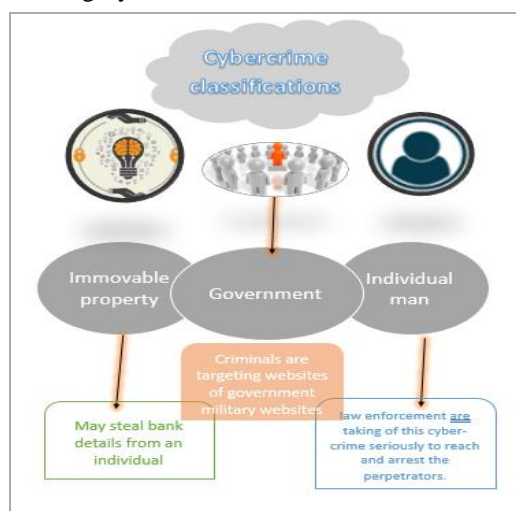 Cybercrime
classifications
Immovable
property
Government
Individual
man
Criminals are
targeting websites
of government
military websites
May steal bank
details from an
individual
law enforcement are
taking of this cyber-
crime seriously to reach
and arrest the
perpetrators.